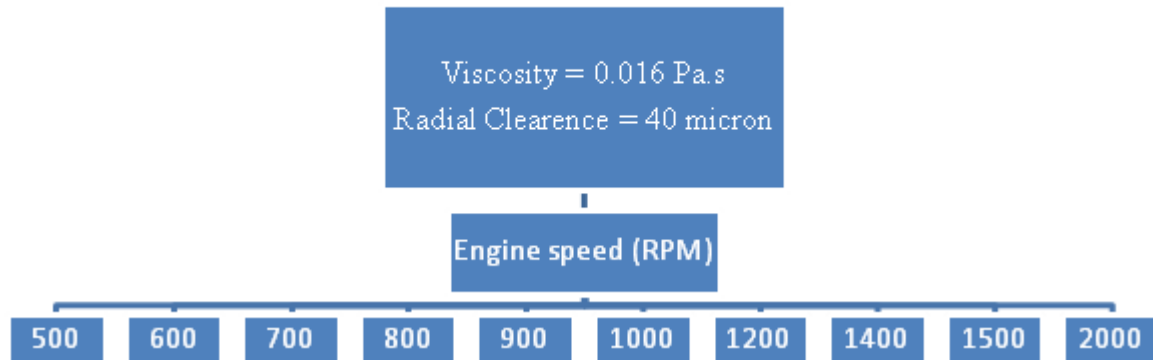 Viscosity = 0.016 Pa.s
Radial Clearence = 40 micron
Engine speed (RPM)
500 600 700 800 900 1000 1200 1400 1500 2000